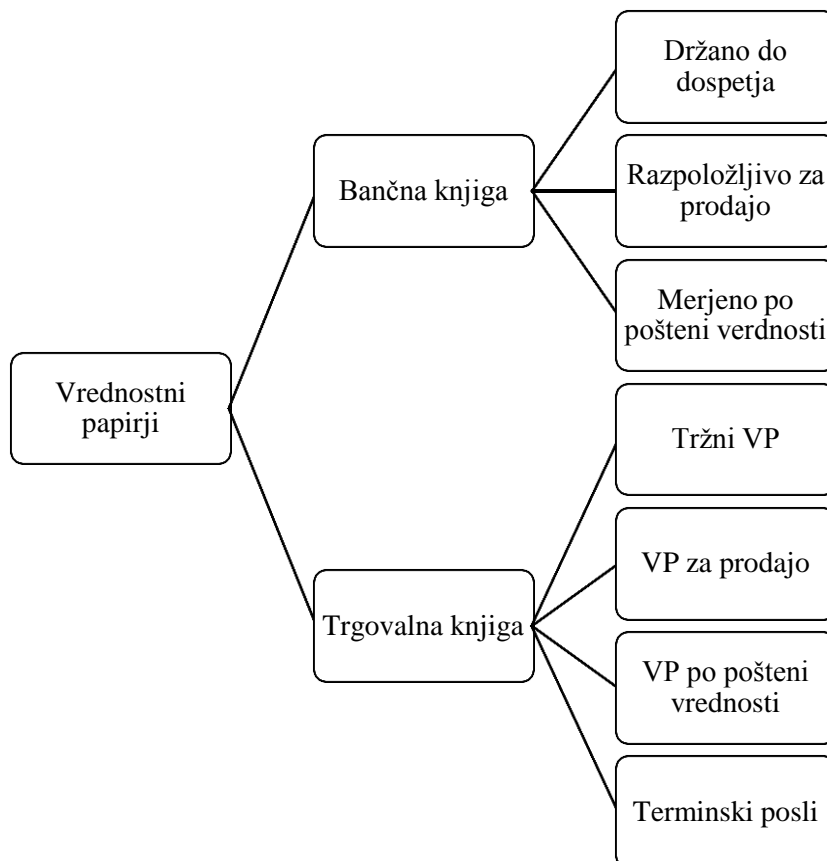 Držano do
dospetja
Bančna knjiga
Razpoložljivo za
prodajo
Merjeno po
pošteni verdnosti
Vrednostni
papirji
Tržni VP
VP za prodajo
Trgovalna knjiga
VP po pošteni
vrednosti
Terminski posli